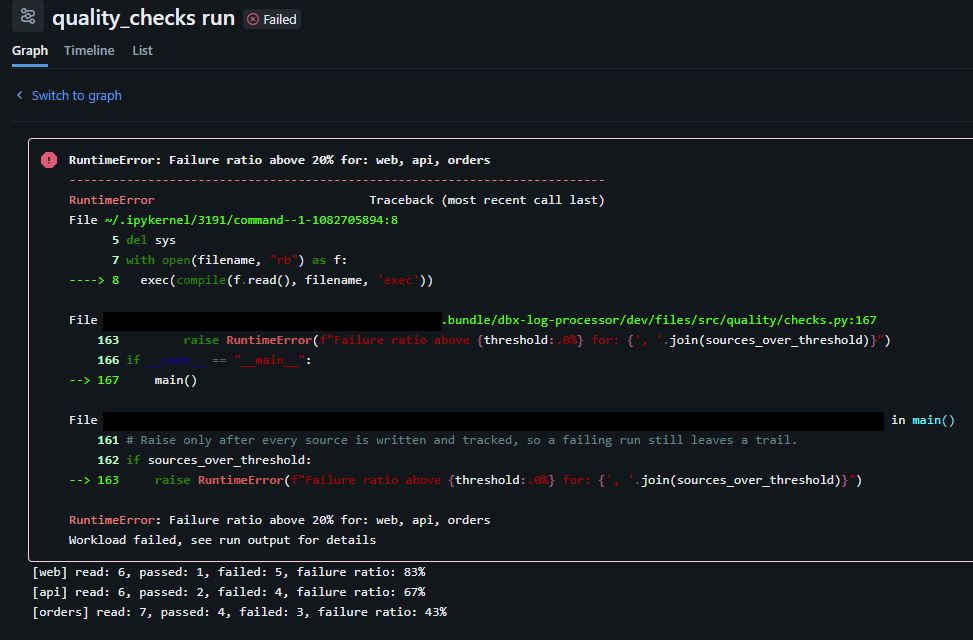 quality_checks run Failed
Graph Timeline List
Switch to graph
RuntimeError: Failure ratio above 20% for: web, api, orders
---------------------------------------------------------------------------
RuntimeError Traceback (most recent call last)
File ~/.ipykernel/3191/command--1-1082705894:8
5 del sys
7 with open(filename, "rb") as f:
----> 8 exec(compile(f.read(), filename, 'exec'))
File .bundle/dbx-log-processor/dev/files/src/quality/checks.py:167
163 raise RuntimeError(f"Failure ratio above {threshold:.0%} for: {', '.join(sources_over_threshold)}")
166 if __name__ == "__main__":
--> 167 main()
File in main()
161 # Raise only after every source is written and tracked, so a failing run still leaves a trail.
162 if sources_over_threshold:
--> 163 raise RuntimeError(f"Failure ratio above {threshold:.0%} for: {', '.join(sources_over_threshold)}")
RuntimeError: Failure ratio above 20% for: web, api, orders
Workload failed, see run output for details
[web] read: 6, passed: 1, failed: 5, failure ratio: 83%
[api] read: 6, passed: 2, failed: 4, failure ratio: 67%
[orders] read: 7, passed: 4, failed: 3, failure ratio: 43%